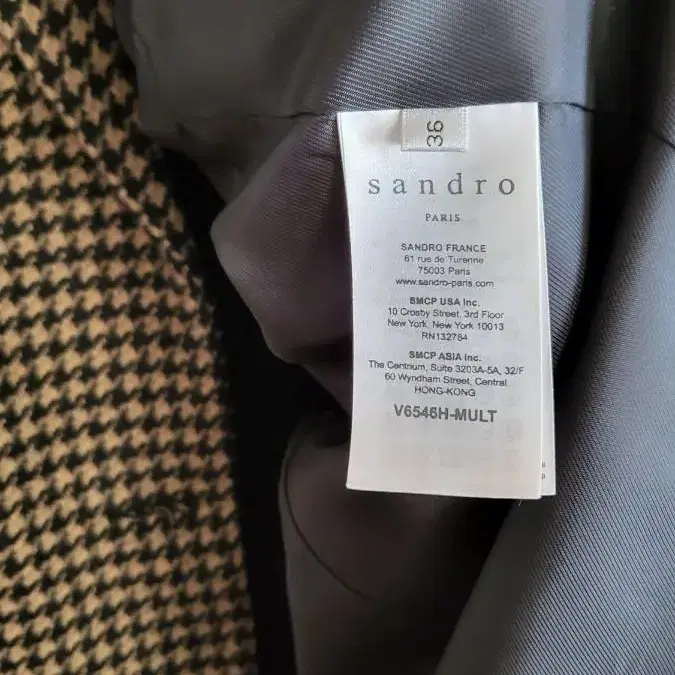 36
sandro
PARIS
SANDRO FRANCE
61 rue de Turenne
75003 Paris
www.sandro-paris.com
SMCP USA Inc.
10 Crosby Street, 3rd Floor
New York, New York 10013
RN132784
SMCP ASIA Inc.
The Centrium, Suite 3203A-5A, 32/F
60 Wyndham Street, Central
HONG-KONG
V6546H-MULT